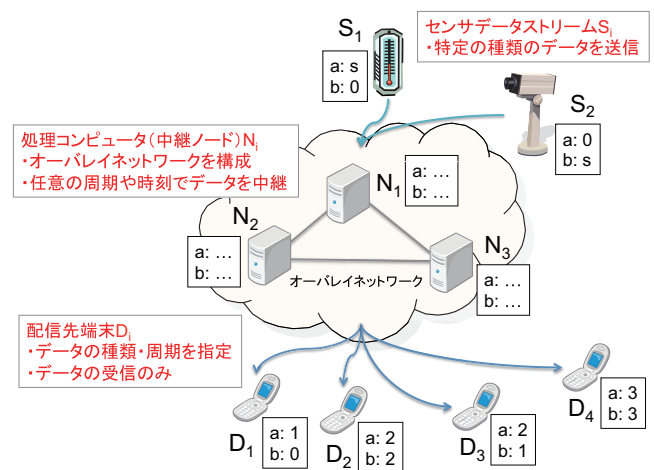 S1
a: s
b: 0
センサデータストリームSi
・特定の種類のデータを送信
S2
a: 0
b: s
処理コンピュータ(中継ノード)Ni
・オーバレイネットワークを構成
・任意の周期や時刻でデータを中継
N1
a: …
b: …
N2
a: …
b: …
N3
a: …
b: …
オーバレイネットワーク
配信先端末Di
・データの種類・周期を指定
・データの受信のみ
D1
a: 1
b: 0
D2
a: 2
b: 2
D3
a: 2
b: 1
D4
a: 3
b: 3